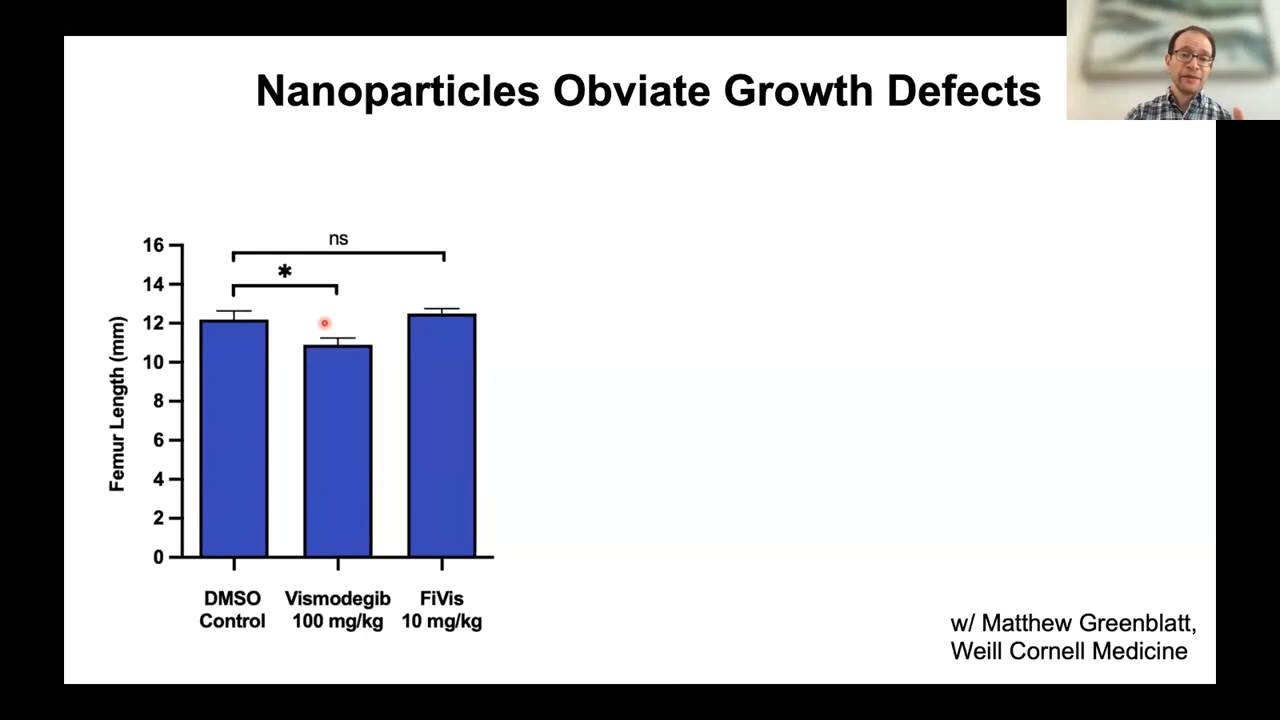 Nanoparticles Obviate Growth Defects
ns
*
16
14
12
10
8
6
4
2
0
Femur Length (mm)
DMSO
Control
Vismodegib
100 mg/kg
FiVis
10 mg/kg
w/ Matthew Greenblatt,
Weill Cornell Medicine